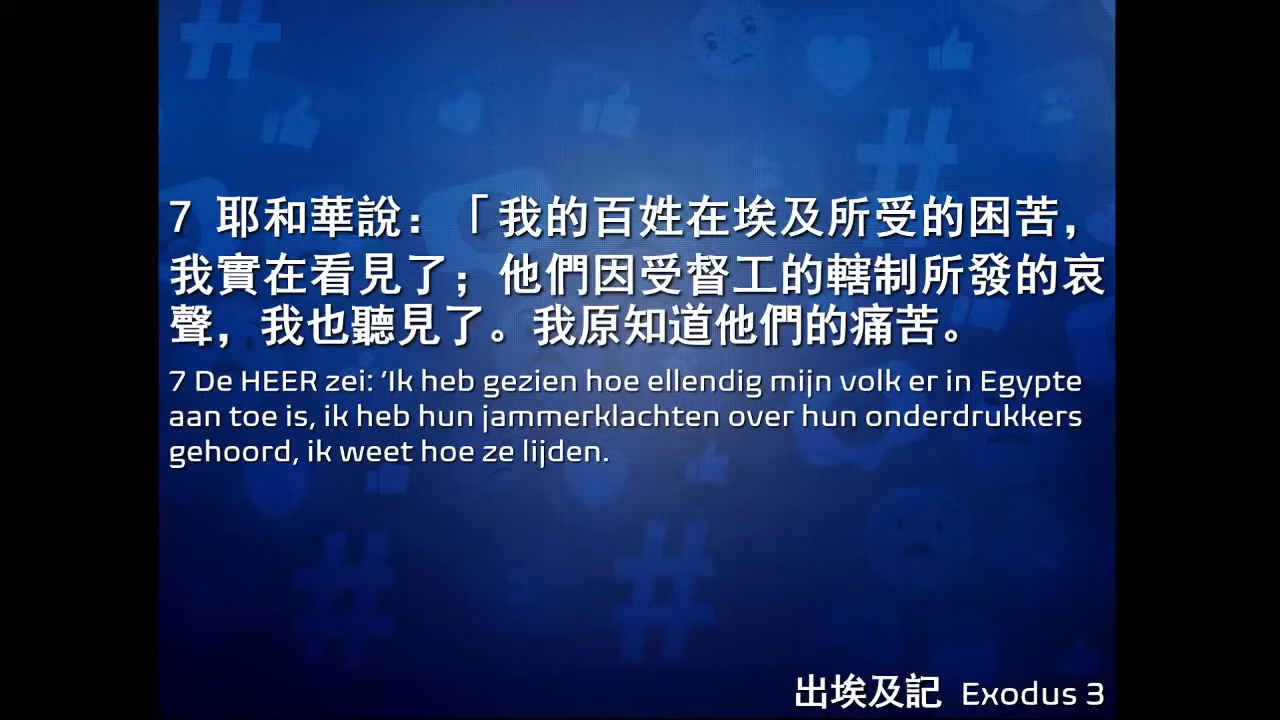 7 耶和華說：「我的百姓在埃及所受的困苦，
我實在看見了；他們因受督工的轄制所發的哀
聲，我也聽見了。我原知道他們的痛苦。
7 De HEER zei: ‘Ik heb gezien hoe ellendig mijn volk er in Egypte
aan toe is, ik heb hun jammerklachten over hun onderdrukkers
gehoord, ik weet hoe ze lijden.
出埃及記 Exodus 3